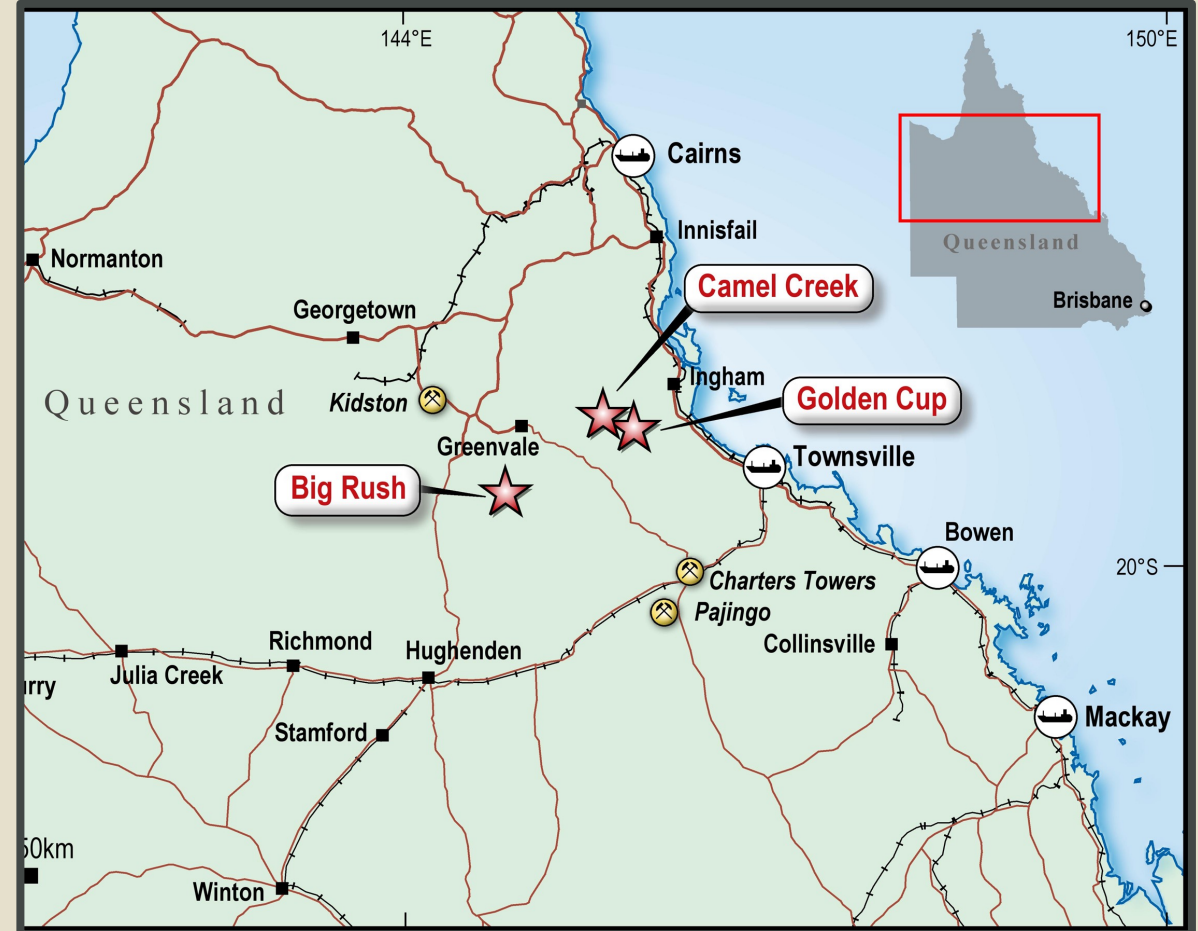 144°E
150°E
Cairns
Innisfail
Queensland
Normanton
Camel Creek
Brisbane
Georgetown
Ingham
Queensland
Kidston
Golden Cup
Greenvale
Townsville
Big Rush
Bowen
20°S
Charters Towers
Pajingo
Richmond
Hughenden
Collinsville
Julia Creek
rry
Stamford
Mackay
50km
Winton